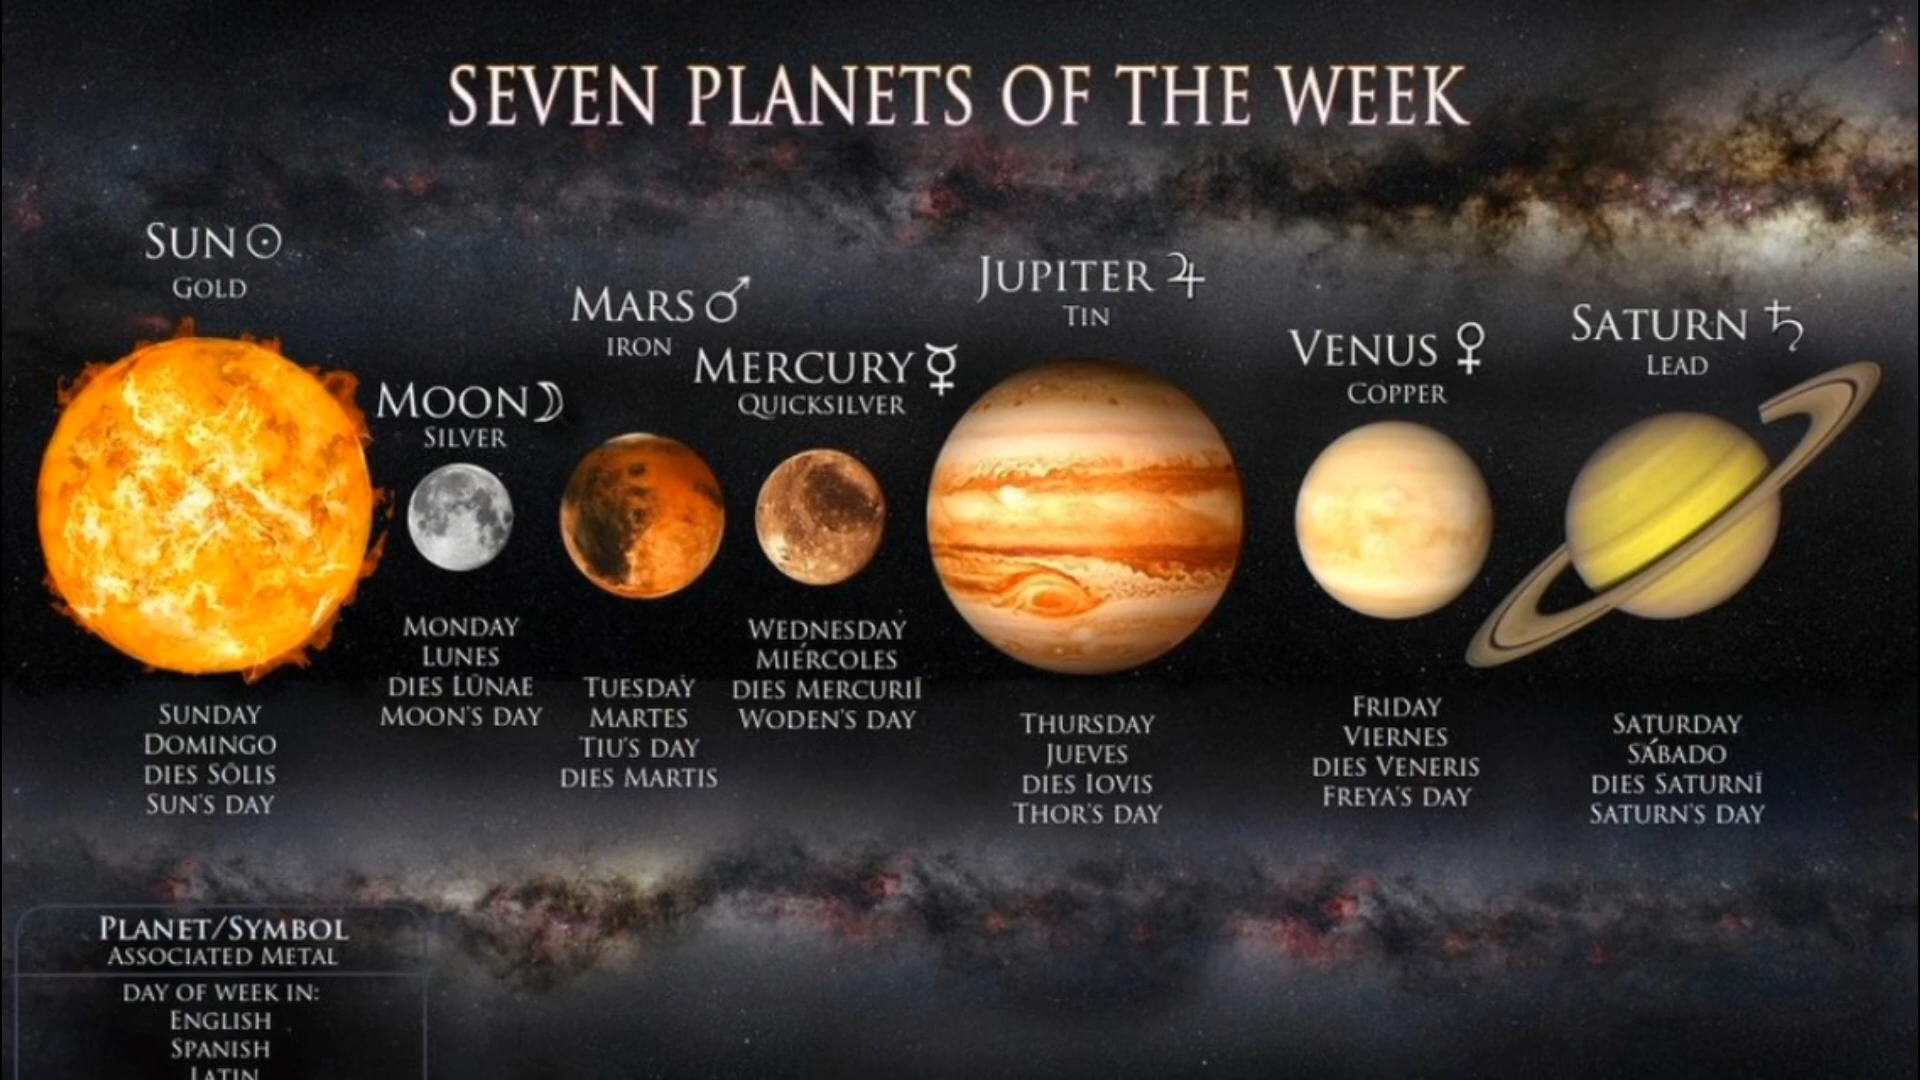 SEVEN PLANETS OF THE WEEK
SUN ☉
GOLD
MOON ☽
SILVER
MARS ♂
IRON
MERCURY ☿
QUICKSILVER
JUPITER ♃
TIN
VENUS ♀
COPPER
SATURN ♄
LEAD
SUNDAY
DOMINGO
DIES SŌLIS
SUN'S DAY
MONDAY
LUNES
DIES LŪNAE
MOON'S DAY
TUESDAY
MARTES
TIU'S DAY
DIES MARTIS
WEDNESDAY
MIÉRCOLES
DIES MERCURIĪ
WODEN'S DAY
THURSDAY
JUEVES
DIES IOVIS
THOR'S DAY
FRIDAY
VIERNES
DIES VENERIS
FREYA'S DAY
SATURDAY
SÁBADO
DIES SATURNĪ
SATURN'S DAY
PLANET/SYMBOL
ASSOCIATED METAL
DAY OF WEEK IN:
ENGLISH
SPANISH
LATIN